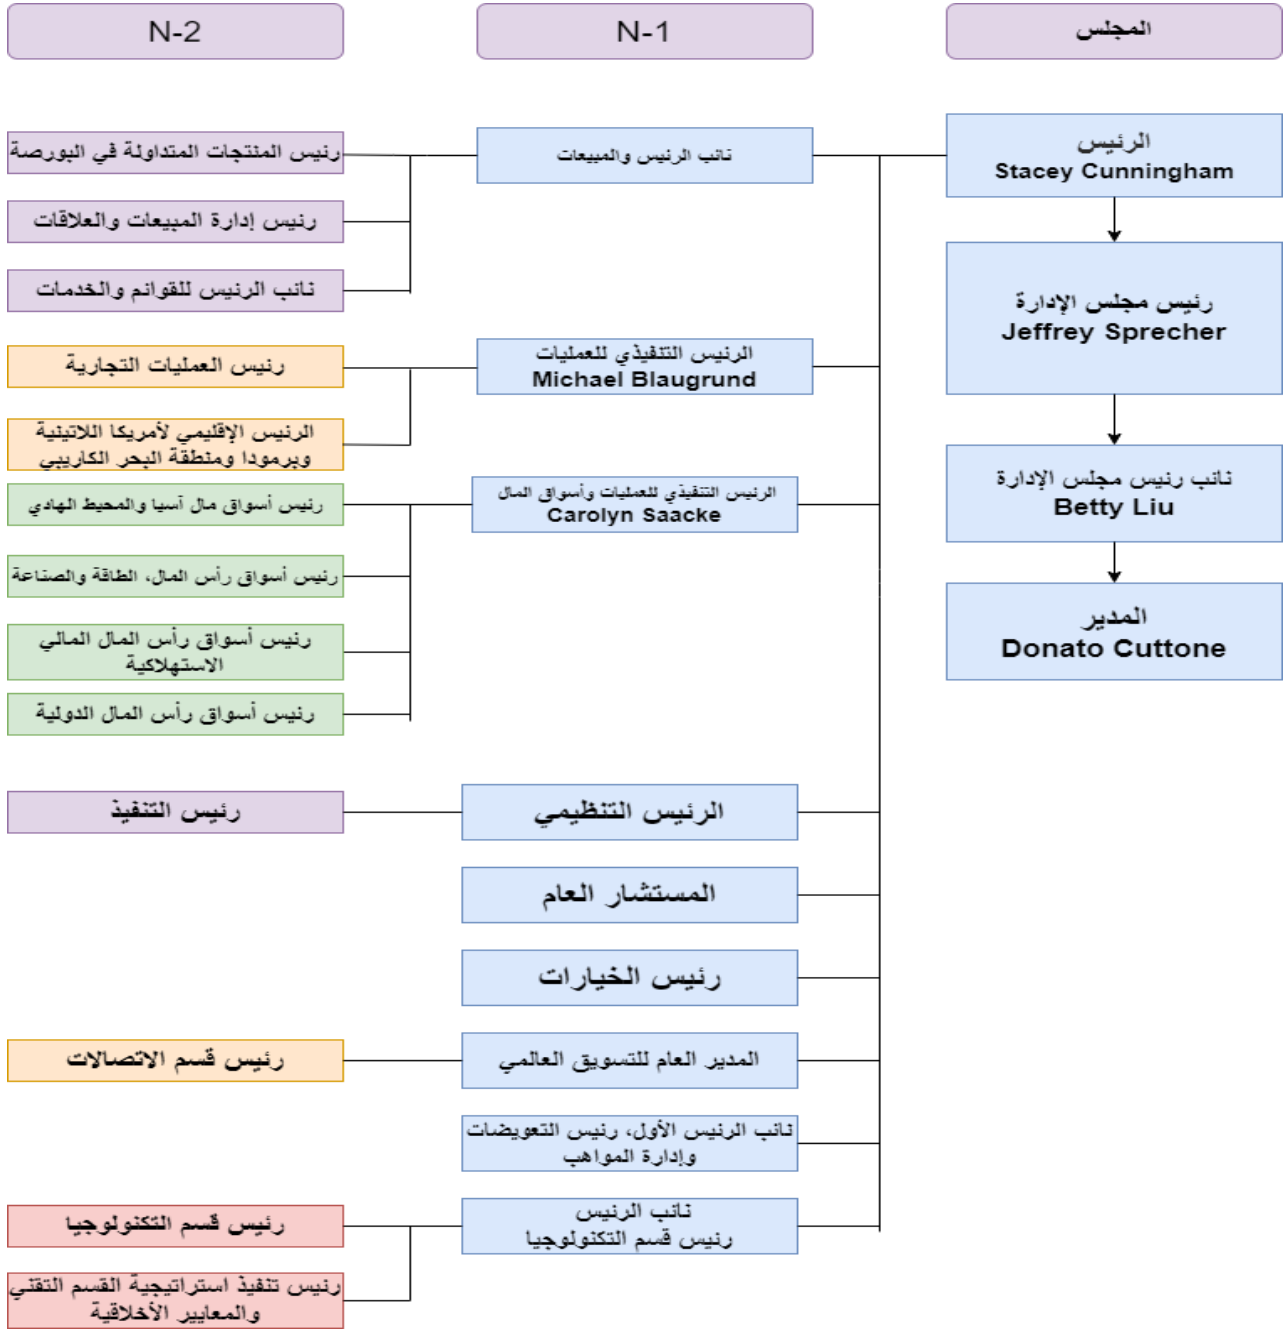 المجلس
N-1
N-2
الرئيس
Stacey Cunningham
نائب الرئيس والمبيعات
رئيس المنتجات المتداولة في البورصة
رئيس إدارة المبيعات والعلاقات
نائب الرئيس للقوائم والخدمات
رئيس مجلس الإدارة
Jeffrey Sprecher
الرئيس التنفيذي للعمليات
Michael Blaugrund
رئيس العمليات التجارية
الرئيس الإقليمي لأمريكا اللاتينية
وبرمودا ومنطقة البحر الكاريبي
نائب رئيس مجلس الإدارة
Betty Liu
الرئيس التنفيذي للعمليات وأسواق المال
Carolyn Saacke
رئيس أسواق مال آسيا والمحيط الهادي
رئيس أسواق رأس المال، الطاقة والصناعة
رئيس أسواق رأس المال المالي
الاستهلاكية
رئيس أسواق رأس المال الدولية
المدير
Donato Cuttone
الرئيس التنظيمي
رئيس التنفيذ
المستشار العام
رئيس الخيارات
المدير العام للتسويق العالمي
رئيس قسم الاتصالات
نائب الرئيس الأول، رئيس التعويضات
وإدارة المواهب
نائب الرئيس
رئيس قسم التكنولوجيا
رئيس قسم التكنولوجيا
رئيس تنفيذ استراتيجية القسم التقني
والمعايير الأخلاقية